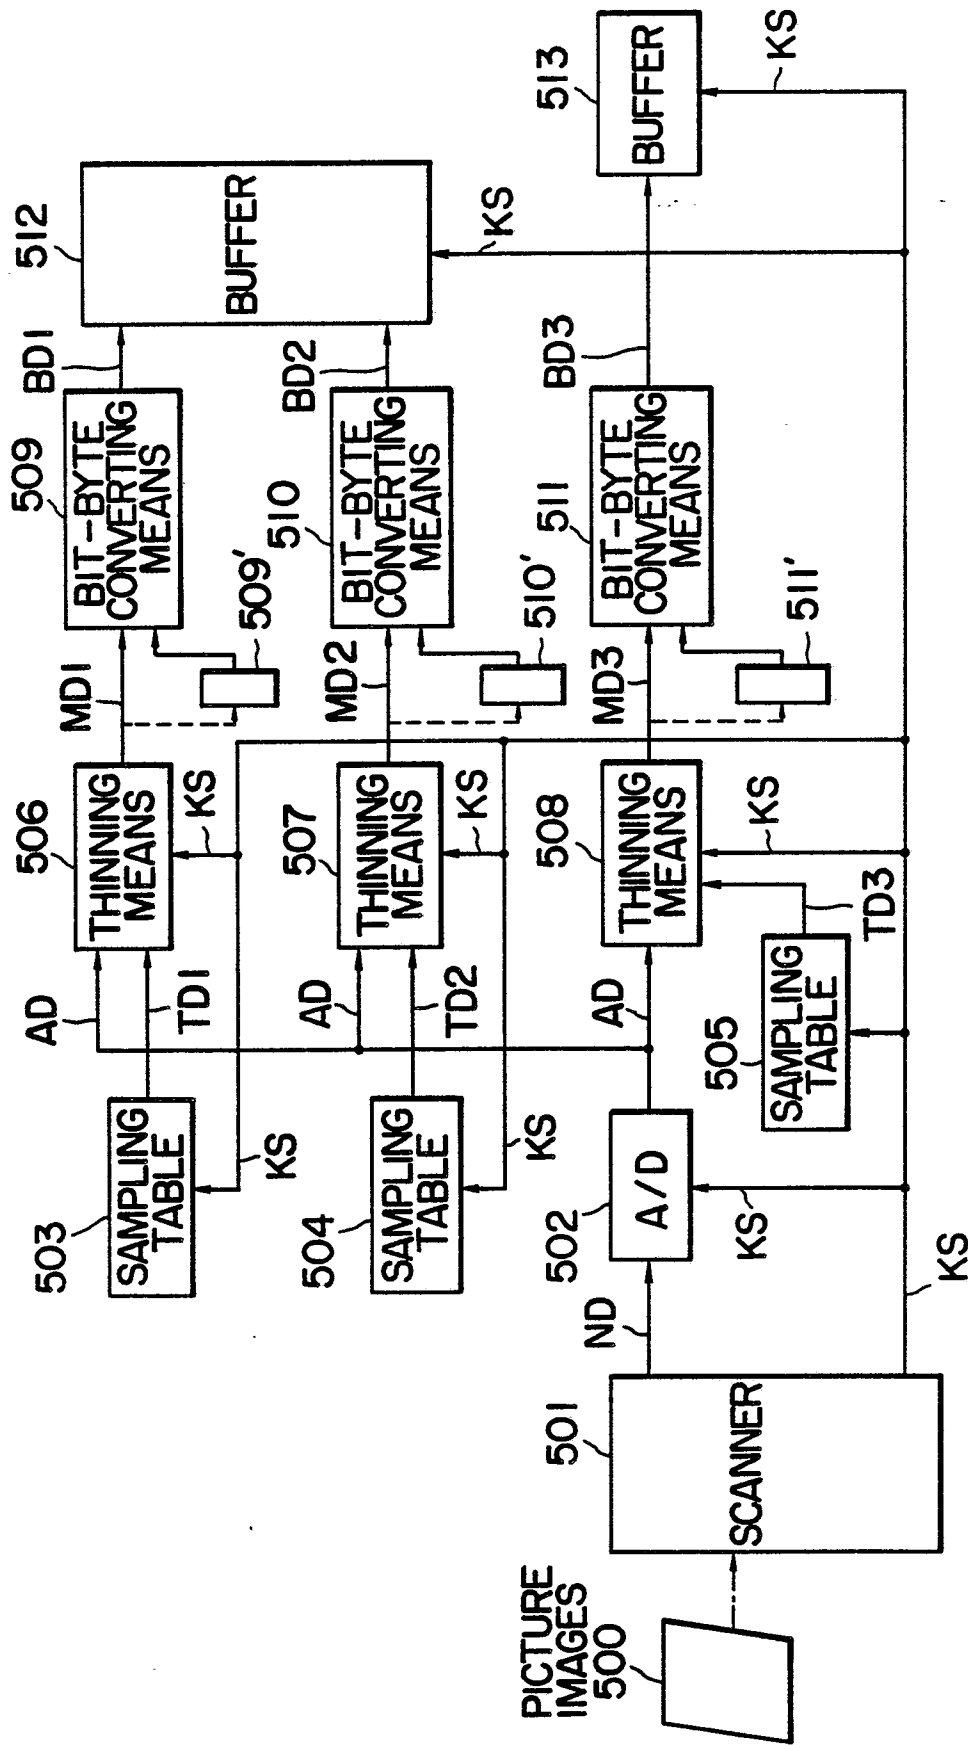 PICTURE
IMAGES
500
501
SCANNER
ND
KS
502
A/D
KS
503
SAMPLING
TABLE
KS
504
SAMPLING
TABLE
KS
505
SAMPLING
TABLE
TD3
AD
TD1
AD
TD2
AD
506
THINNING
MEANS
KS
507
THINNING
MEANS
KS
508
THINNING
MEANS
KS
MD1
509'
MD2
510'
MD3
511'
509
BIT-BYTE
CONVERTING
MEANS
510
BIT-BYTE
CONVERTING
MEANS
511
BIT-BYTE
CONVERTING
MEANS
BD1
BD2
BD3
512
BUFFER
KS
513
BUFFER
KS